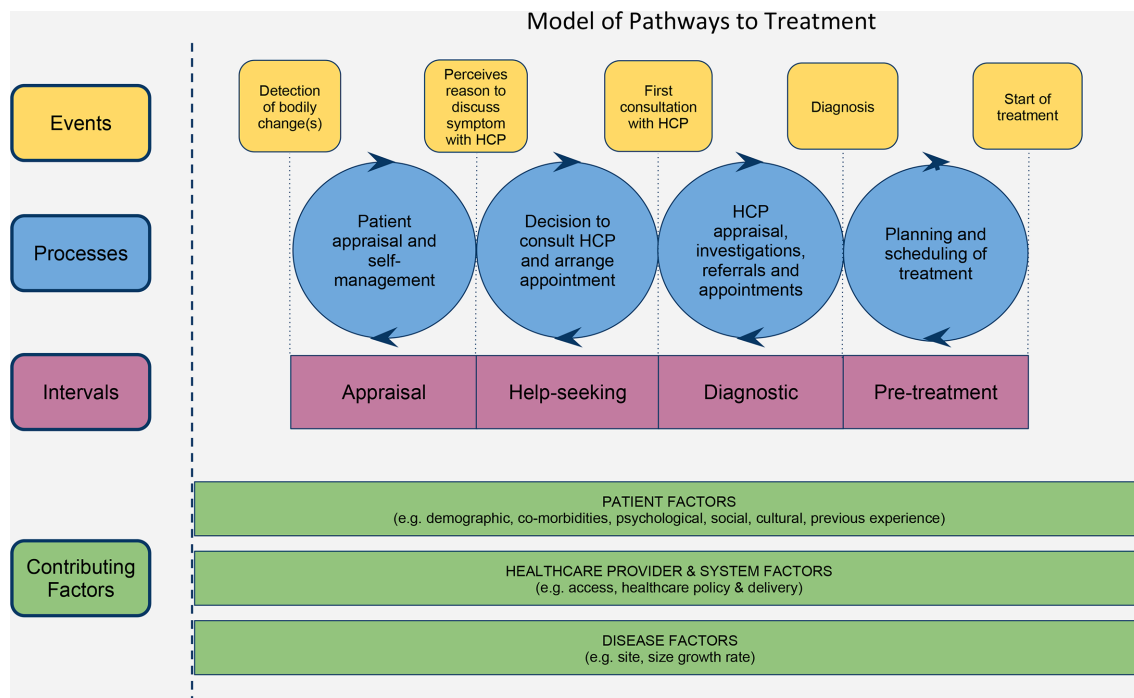 Model of Pathways to Treatment
Events
Detection
of bodily
change(s)
Perceives
reason to
discuss
symptom
with HCP
First
consultation
with HCP
Diagnosis
Start of
treatment
Processes
Patient
appraisal and
self-
management
Decision to
consult HCP
and arrange
appointment
HCP
appraisal,
investigations,
referrals and
appointments
Planning and
scheduling of
treatment
Intervals
Appraisal
Help-seeking
Diagnostic
Pre-treatment
Contributing
Factors
PATIENT FACTORS
(e.g. demographic, co-morbidities, psychological, social, cultural, previous experience)
HEALTHCARE PROVIDER & SYSTEM FACTORS
(e.g. access, healthcare policy & delivery)
DISEASE FACTORS
(e.g. site, size growth rate)